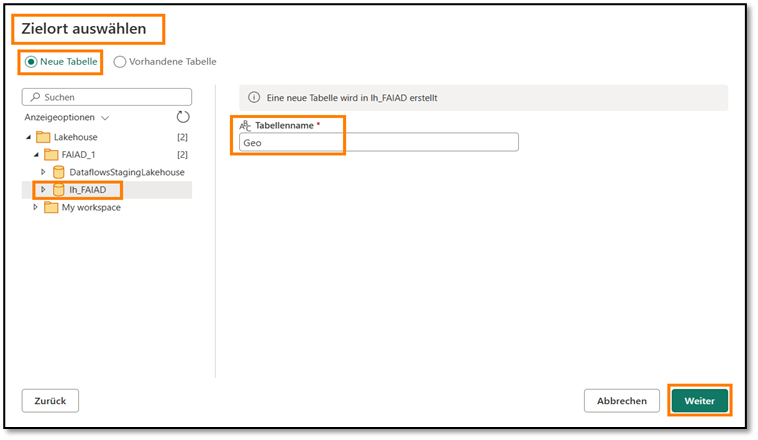 Zielort auswählen
Neue Tabelle Vorhandene Tabelle
Suchen
Anzeigeoptionen
Lakehouse [2]
FAIAD_1 [2]
DataflowsStagingLakehouse
lh_FAIAD
My workspace
Eine neue Tabelle wird in lh_FAIAD erstellt
ABC Tabellenname *
Geo
Zurück Abbrechen Weiter